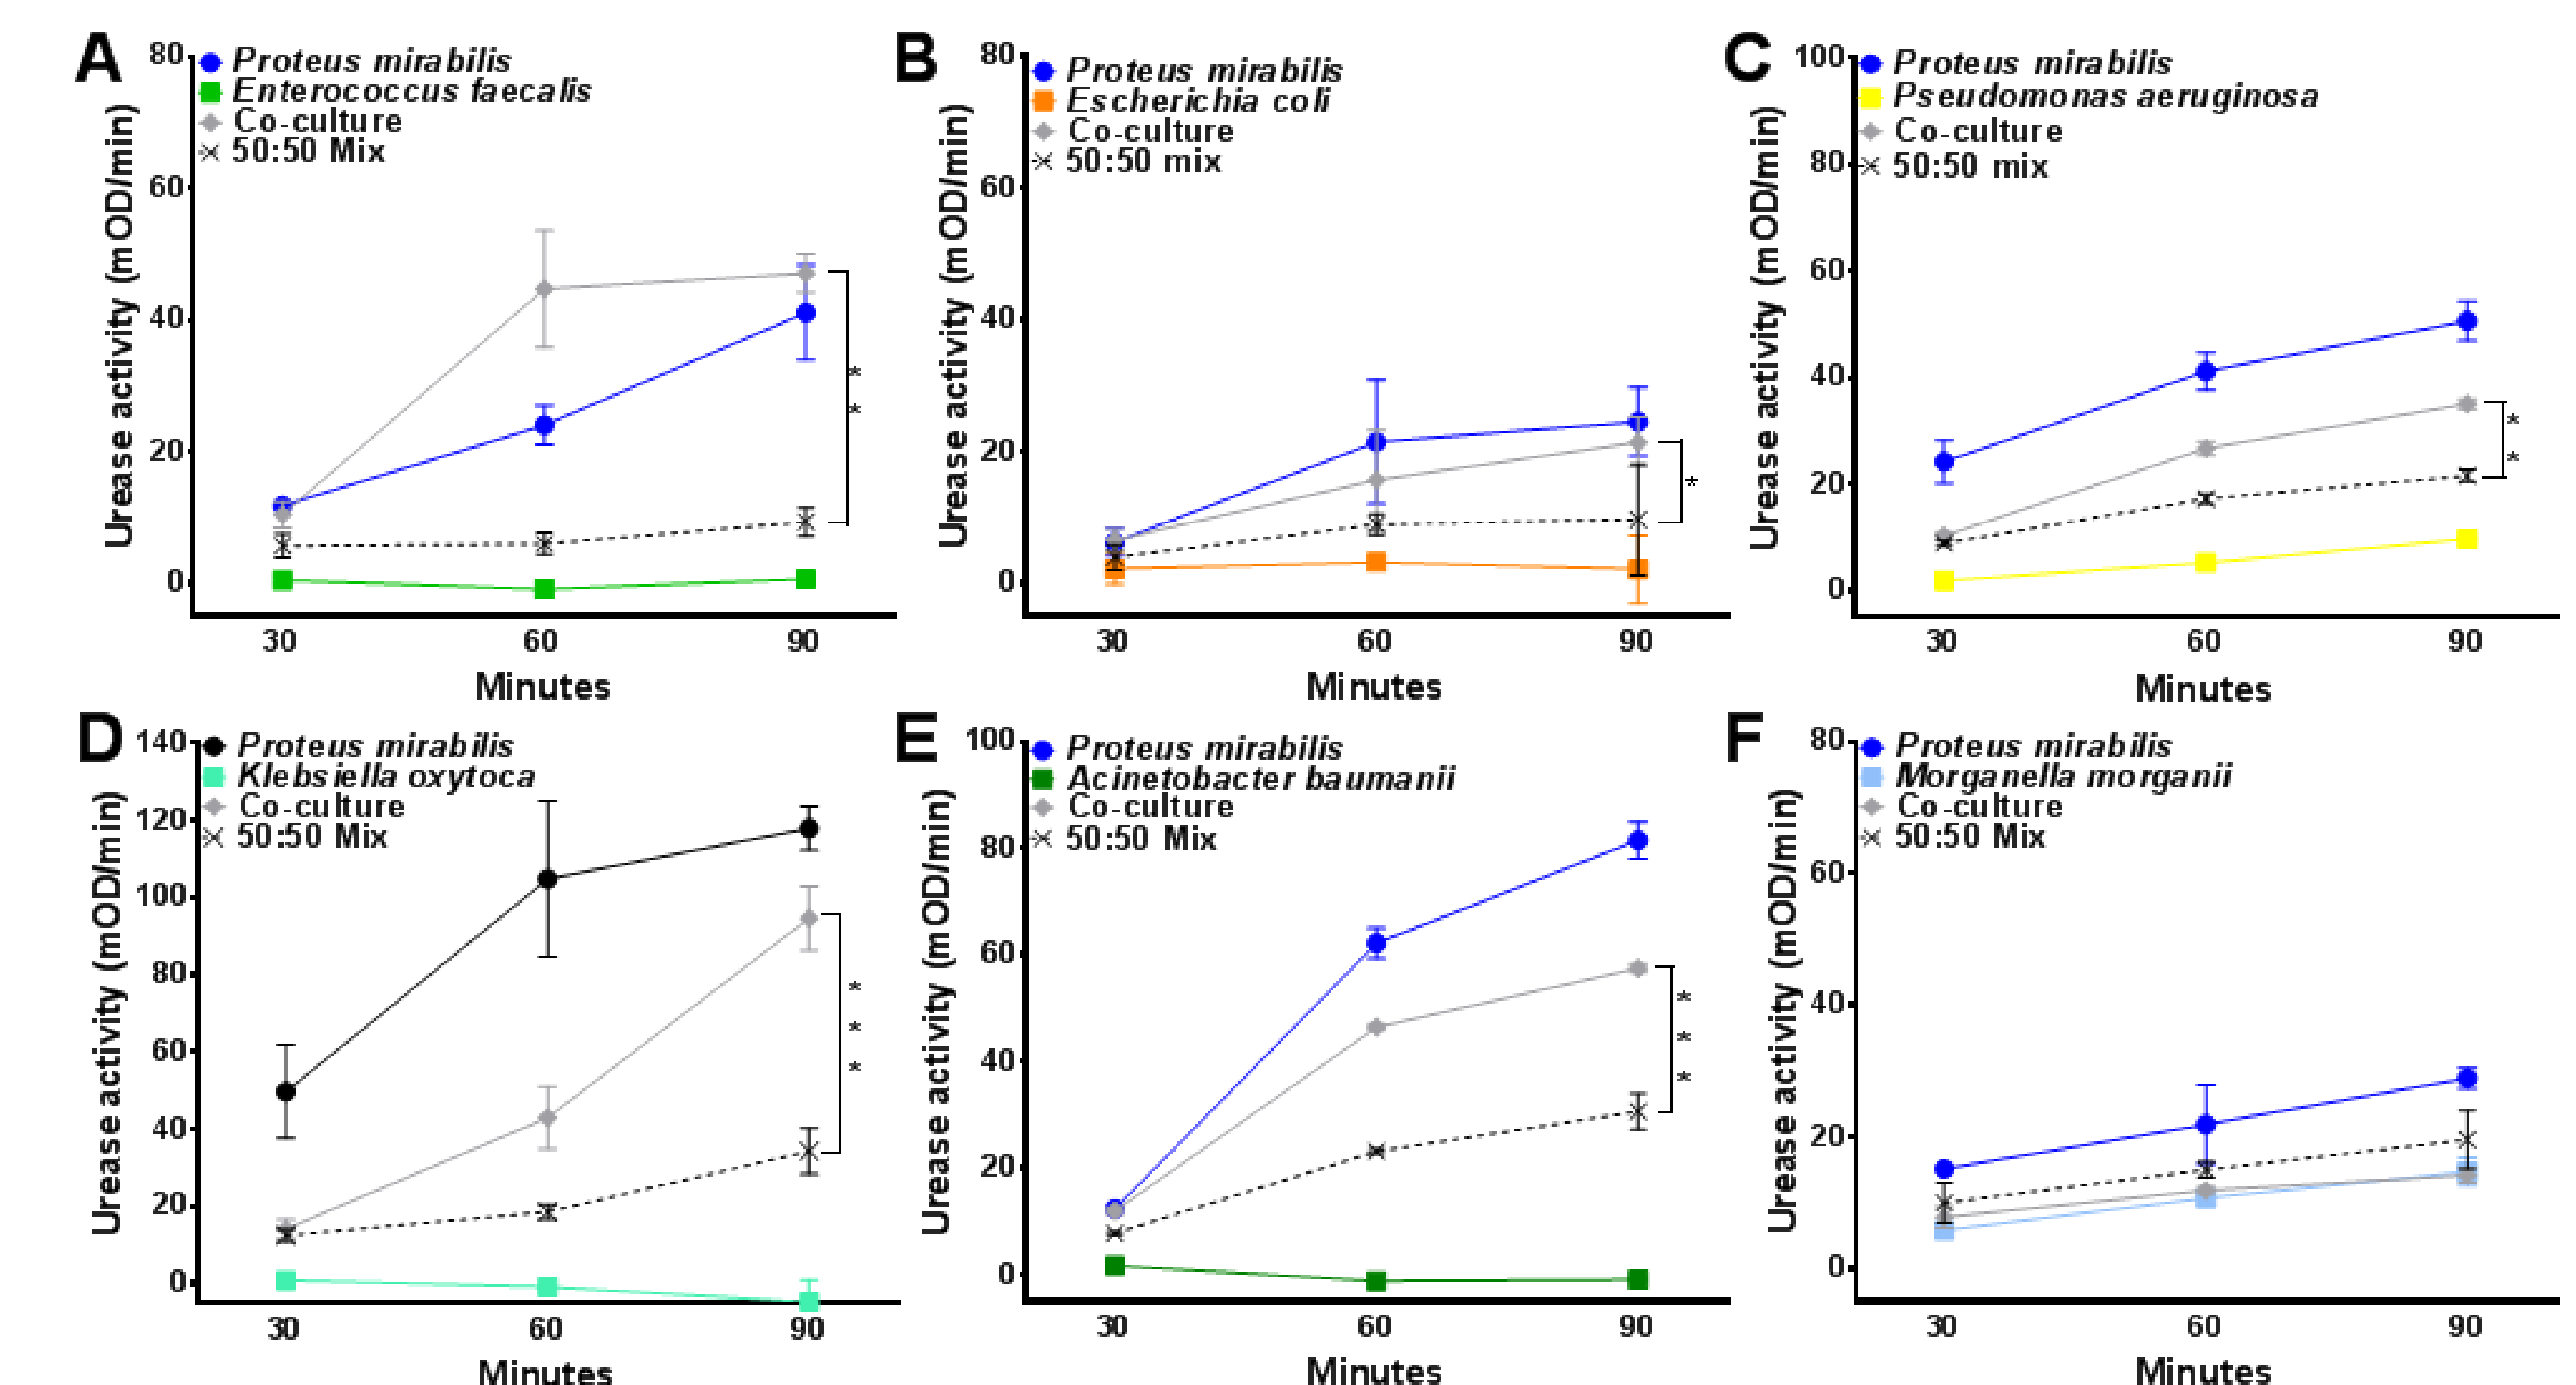 A
80
Proteus mirabilis
Enterococcus faecalis
Co-culture
50:50 Mix
60
40
20
0
Urease activity (mOD/min)
*
*
30 60 90
Minutes
B
80
Proteus mirabilis
Escherichia coli
Co-culture
50:50 mix
60
40
20
0
Urease activity (mOD/min)
*
30 60 90
Minutes
C
100
Proteus mirabilis
Pseudomonas aeruginosa
Co-culture
50:50 mix
80
60
40
20
0
Urease activity (mOD/min)
*
*
30 60 90
Minutes
D
140
Proteus mirabilis
Klebsiella oxytoca
Co-culture
50:50 Mix
120
100
80
60
40
20
0
Urease activity (mOD/min)
*
*
*
30 60 90
Minutes
E
100
Proteus mirabilis
Acinetobacter baumanii
Co-culture
50:50 Mix
80
60
40
20
0
Urease activity (mOD/min)
*
*
*
30 60 90
Minutes
F
80
Proteus mirabilis
Morganella morganii
Co-culture
50:50 Mix
60
40
20
0
Urease activity (mOD/min)
30 60 90
Minutes